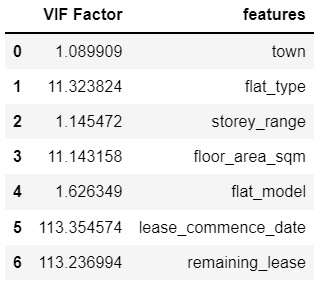 VIF Factor features
0 1.089909 town
1 11.323824 flat_type
2 1.145472 storey_range
3 11.143158 floor_area_sqm
4 1.626349 flat_model
5 113.354574 lease_commence_date
6 113.236994 remaining_lease